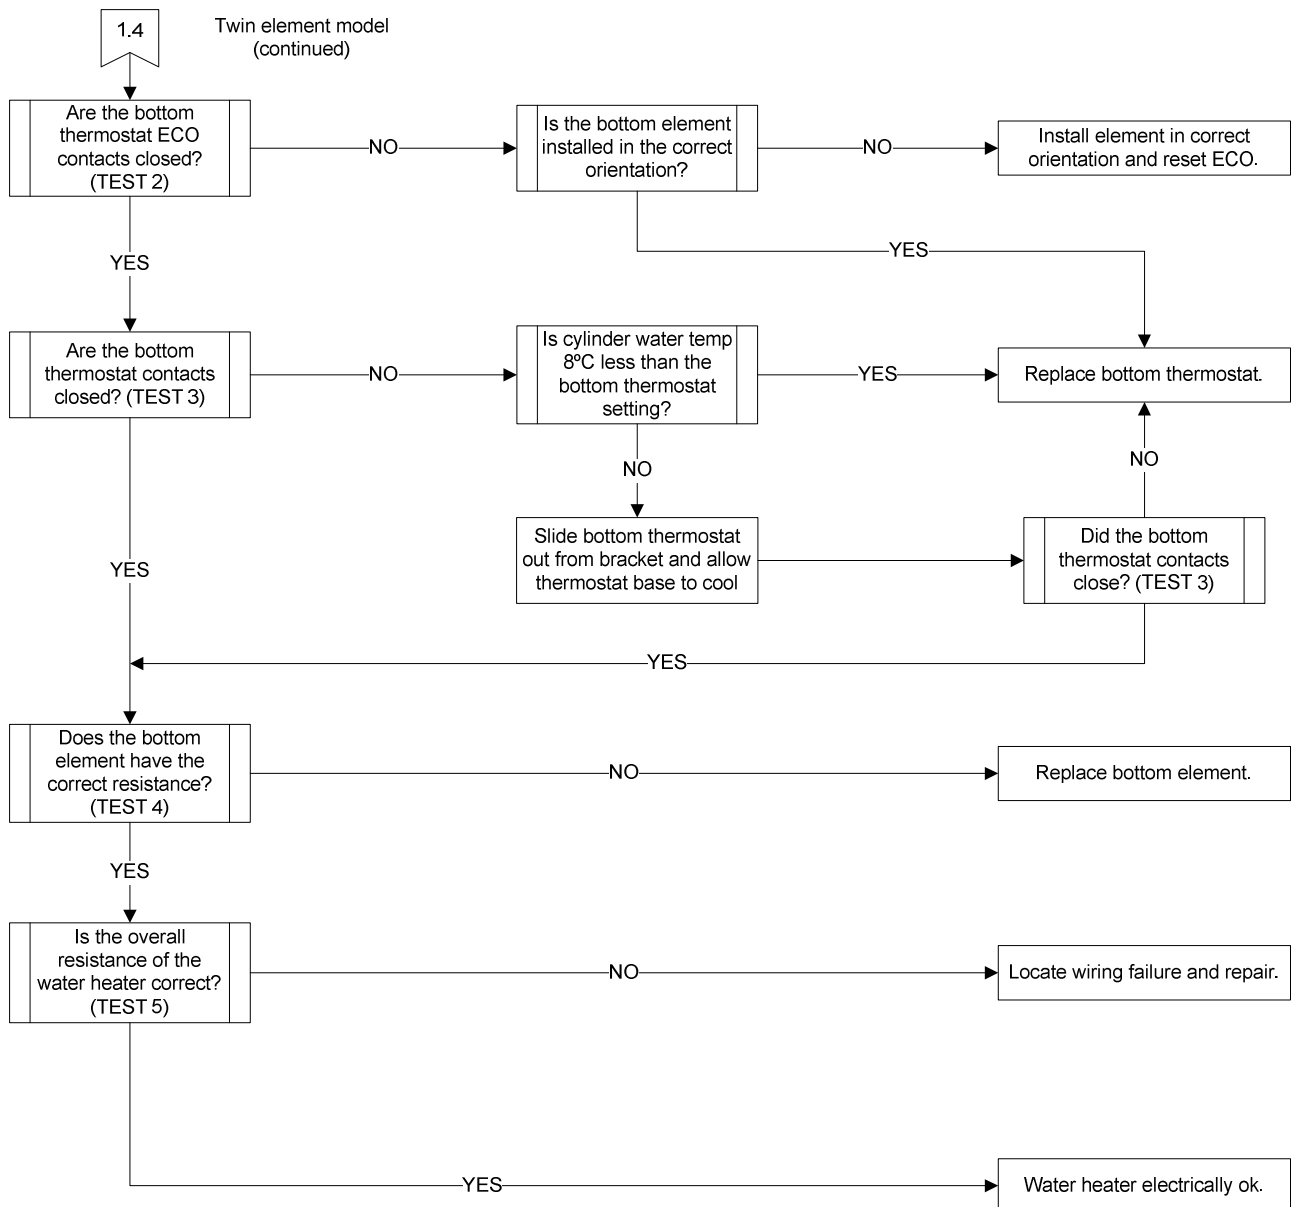 1.4
Twin element model
(continued)
Are the bottom
thermostat ECO
contacts closed?
(TEST 2)
NO
Is the bottom element
installed in the correct
orientation?
NO
Install element in correct
orientation and reset ECO.
YES
YES
Are the bottom
thermostat contacts
closed? (TEST 3)
NO
Is cylinder water temp
8ºC less than the
bottom thermostat
setting?
YES
Replace bottom thermostat.
NO
NO
Slide bottom thermostat
out from bracket and allow
thermostat base to cool
Did the bottom
thermostat contacts
close? (TEST 3)
YES
YES
Does the bottom
element have the
correct resistance?
(TEST 4)
NO
Replace bottom element.
YES
Is the overall
resistance of the
water heater correct?
(TEST 5)
NO
Locate wiring failure and repair.
YES
Water heater electrically ok.